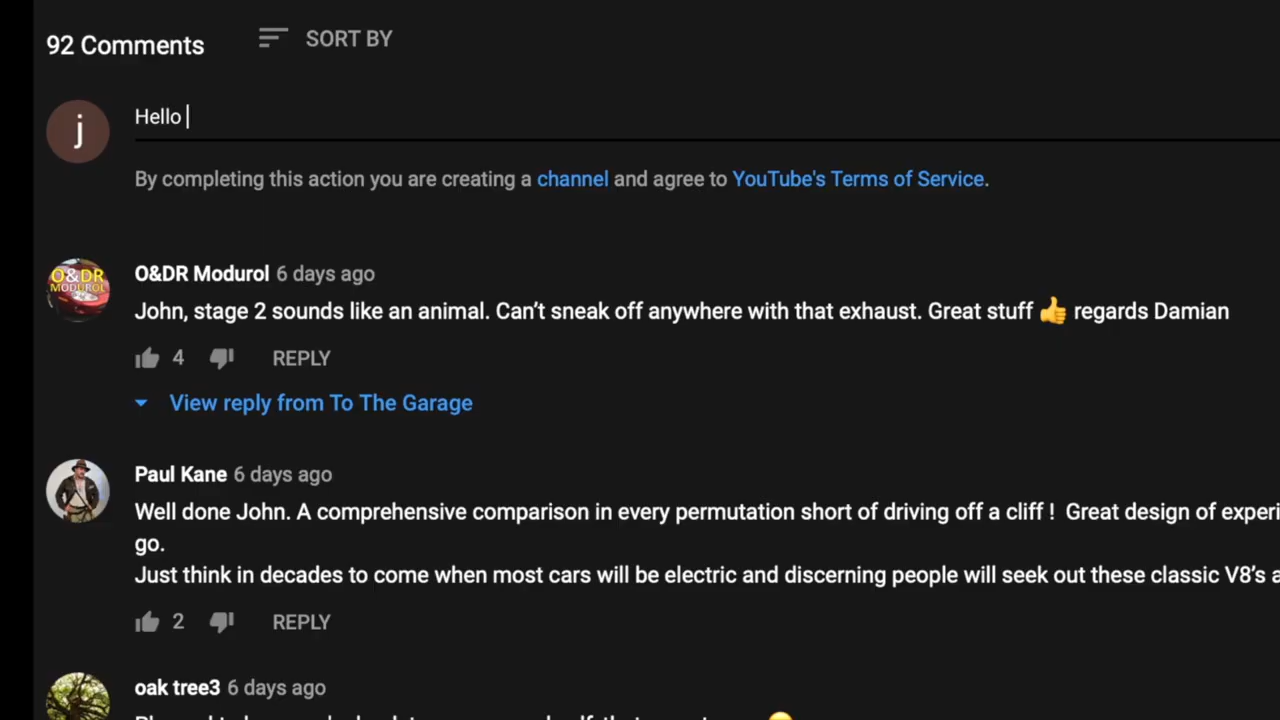 92 Comments
SORT BY
j
Hello
By completing this action you are creating a channel and agree to YouTube's Terms of Service.
O&DR
MODUROL
O&DR Modurol 6 days ago
John, stage 2 sounds like an animal. Can't sneak off anywhere with that exhaust. Great stuff 👍 regards Damian
4 REPLY
View reply from To The Garage
Paul Kane 6 days ago
Well done John. A comprehensive comparison in every permutation short of driving off a cliff ! Great design of experi
go.
Just think in decades to come when most cars will be electric and discerning people will seek out these classic V8's a
2 REPLY
oak tree3 6 days ago